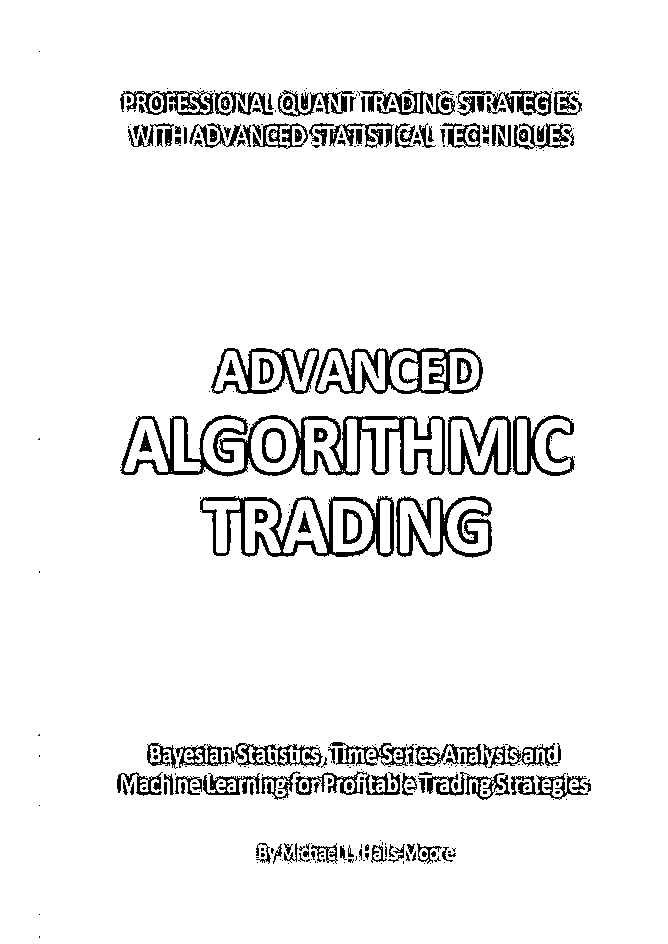 PROFESSIONAL QUANT TRADING STRATEGIES
WITH ADVANCED STATISTICAL TECHNIQUES
ADVANCED
ALGORITHMIC
TRADING
Bayesian Statistics, Time Series Analysis and
Machine Learning for Profitable Trading Strategies
By Michael L. Halls-Moore